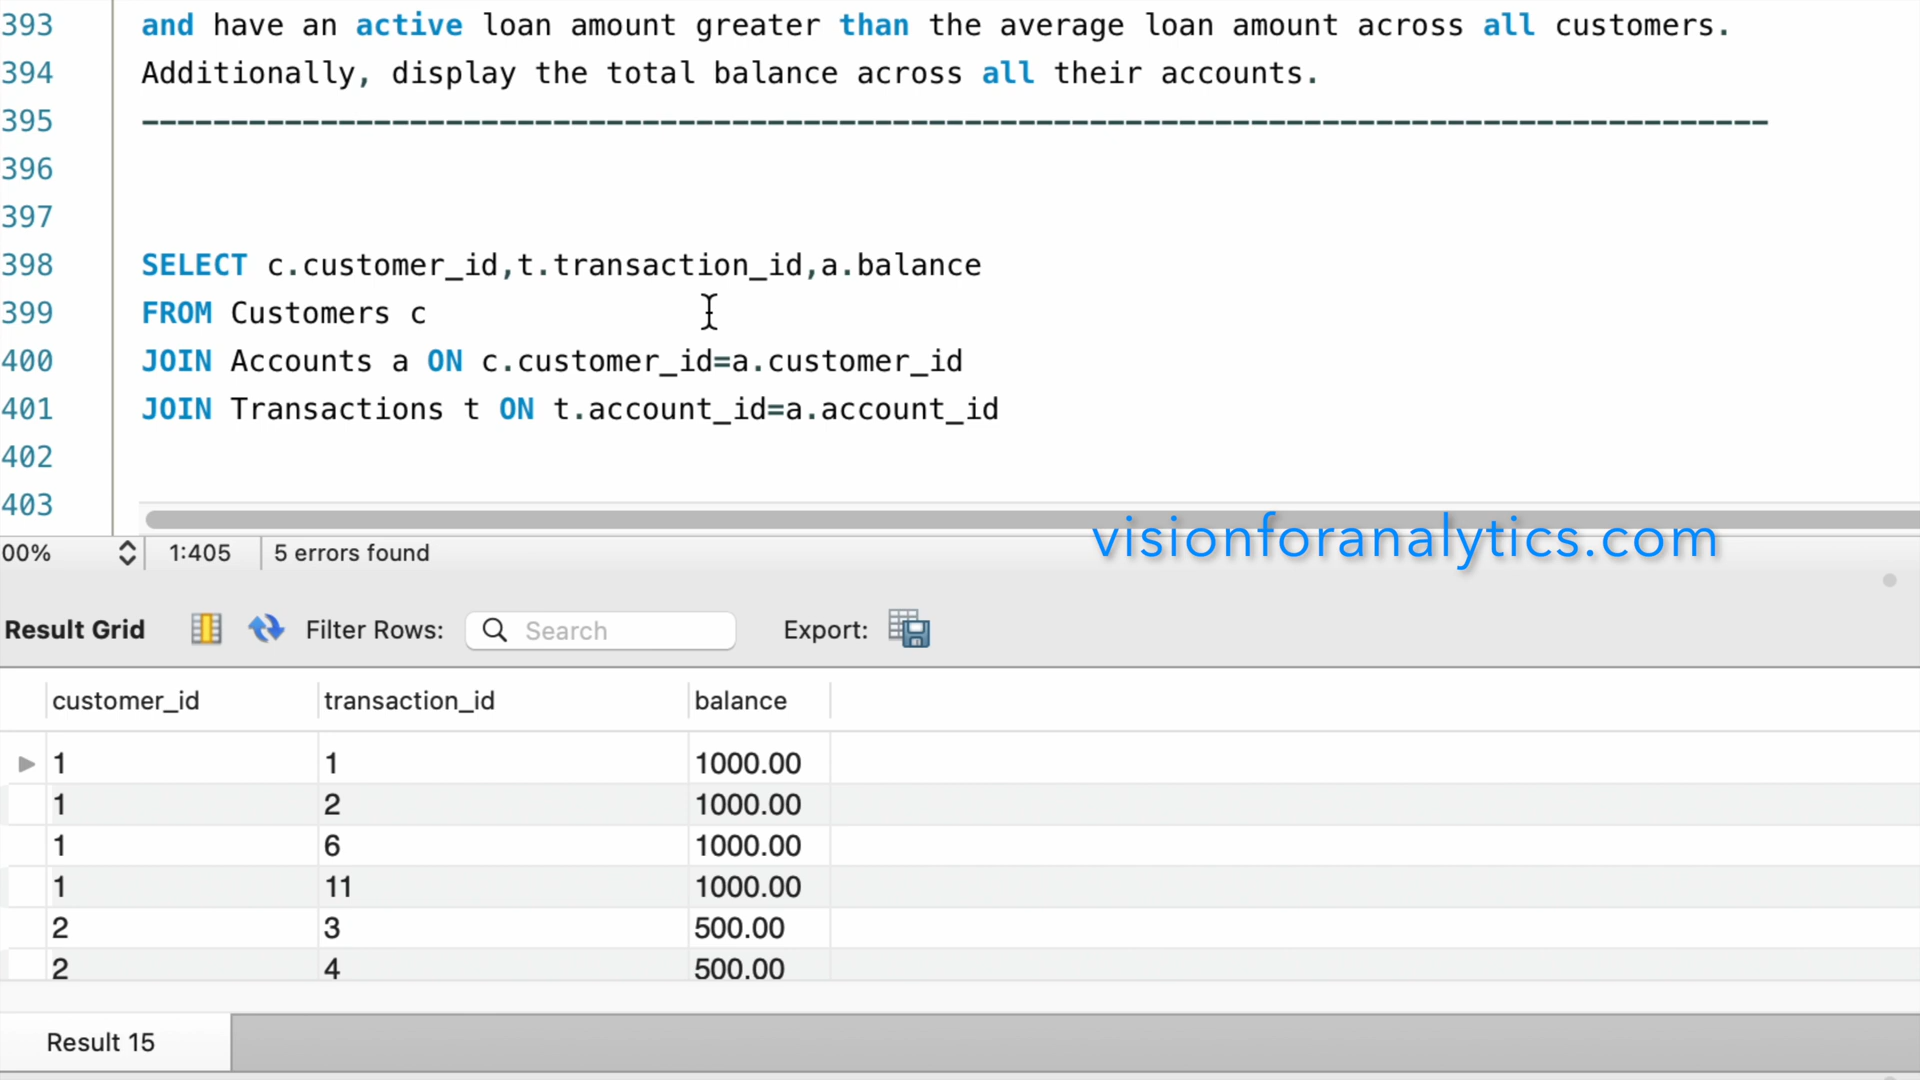 393 and have an active loan amount greater than the average loan amount across all customers.
394 Additionally, display the total balance across all their accounts.
395 -------------------------------------------------------------------------------------------
396
397
398 SELECT c.customer_id,t.transaction_id,a.balance
399 FROM Customers c
400 JOIN Accounts a ON c.customer_id=a.customer_id
401 JOIN Transactions t ON t.account_id=a.account_id
402
403
visionforanalytics.com
00% 1:405 5 errors found
Result Grid Filter Rows: Search Export:
customer_id transaction_id balance
1 1 1000.00
1 2 1000.00
1 6 1000.00
1 11 1000.00
2 3 500.00
2 4 500.00
Result 15